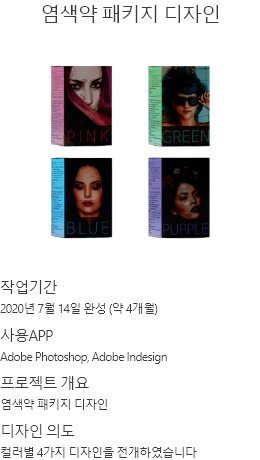 염색약 패키지 디자인
PINK
GREEN
BLUE
PUPPLE
작업기간
2020년 7월 14일 완성 (약 4개월)
사용APP
Adobe Photoshop, Adobe Indesign
프로젝트 개요
염색약 패키지 디자인
디자인 의도
컬러별 4가지 디자인을 전개하였습니다